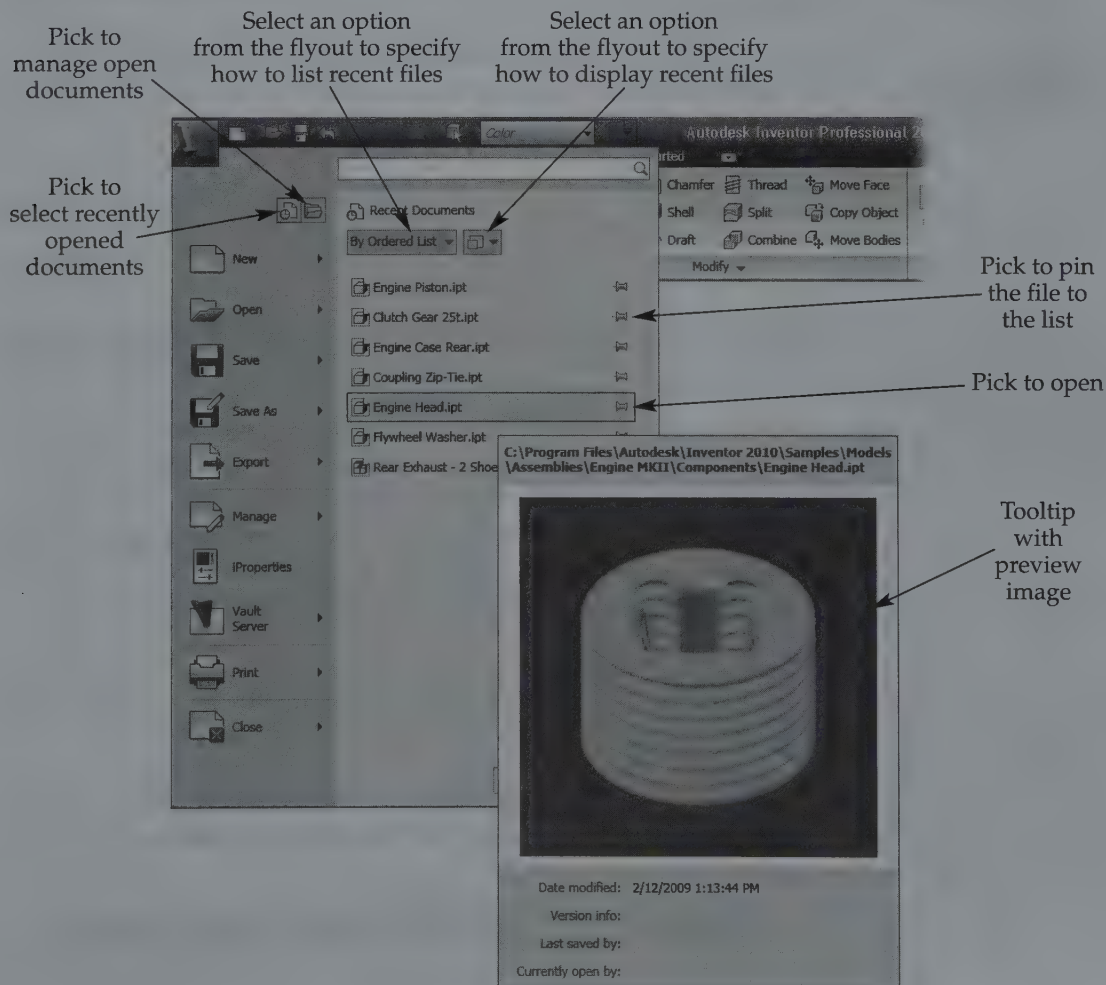 Pick to
manage open
documents
Select an option
from the flyout to specify
how to list recent files
Select an option
from the flyout to specify
how to display recent files
Pick to
select recently
opened
documents
Color
Autodesk Inventor Professional
Recent Documents
By Ordered List
Engine Piston.ipt
Clutch Gear 25t.ipt
Engine Case Rear.ipt
Coupling Zip-Tie.ipt
Engine Head.ipt
Flywheel Washer.ipt
Rear Exhaust - 2 Shoe
New
Open
Save
Save As
Export
Manage
iProperties
Vault
Server
Print
Close
Chamfer Thread Move Face
Shell Split Copy Object
Draft Combine Move Bodies
Modify
Pick to pin
the file to
the list
Pick to open
C:\Program Files\Autodesk\Inventor 2010\Samples\Models
\Assemblies\Engine MKII\Components\Engine Head.ipt
Tooltip
with
preview
image
Date modified: 2/12/2009 1:13:44 PM
Version info:
Last saved by:
Currently open by: